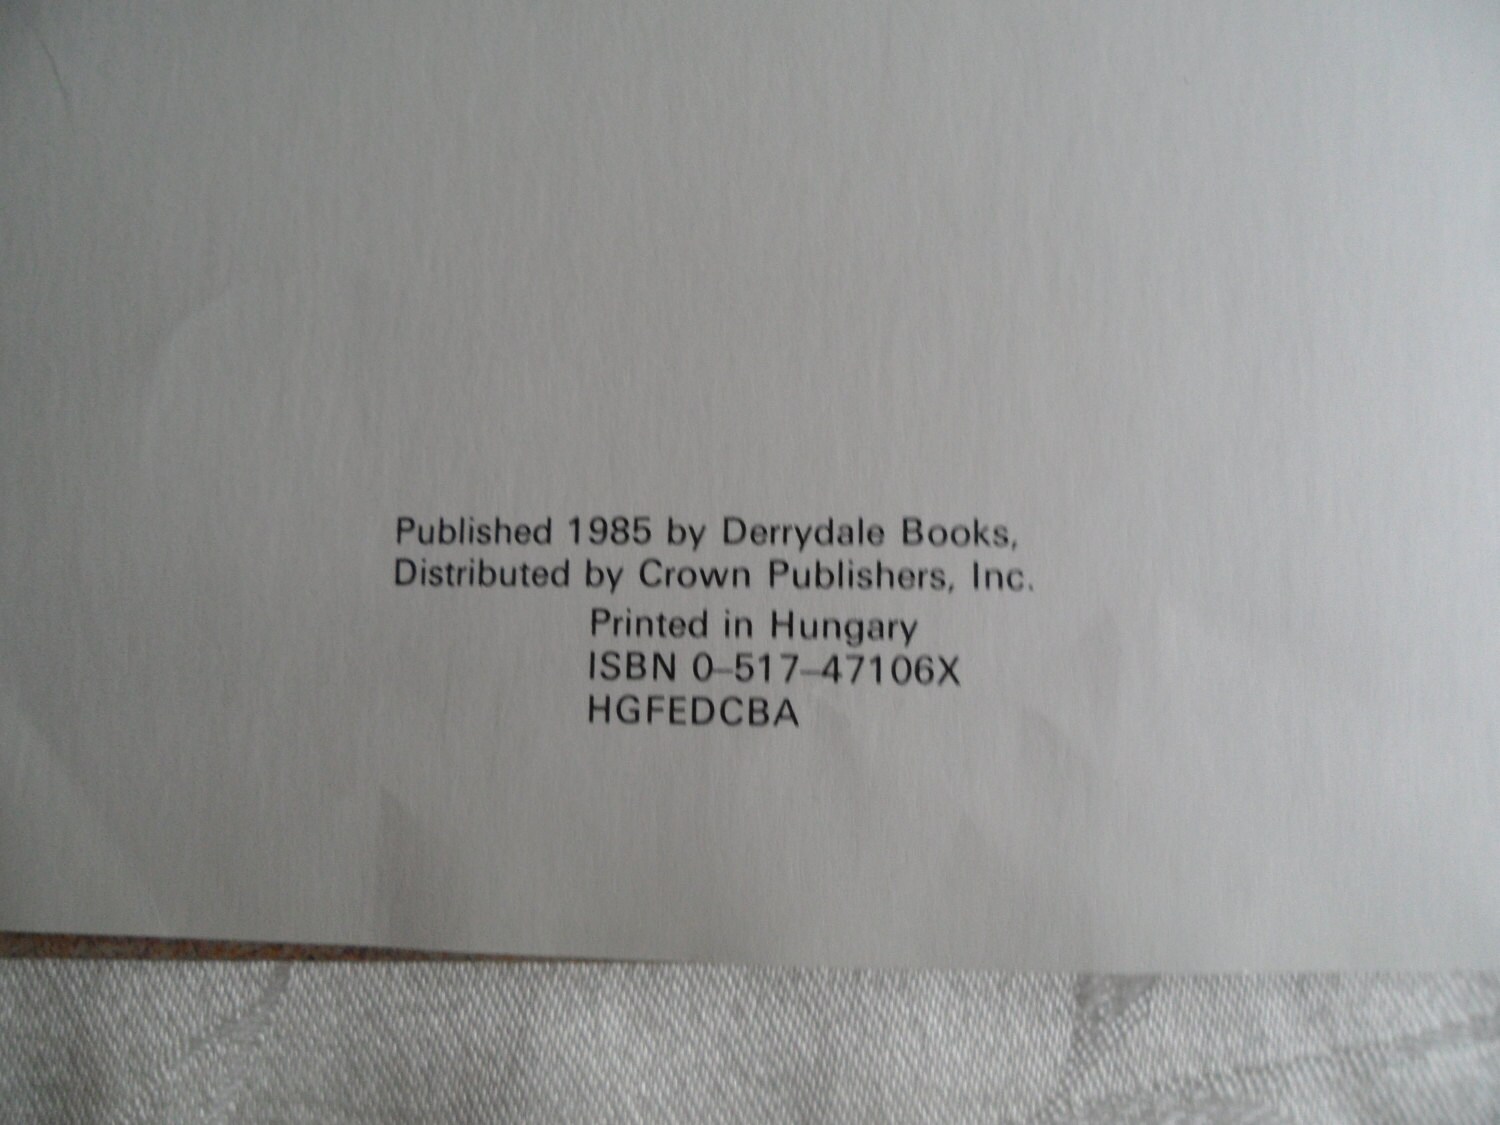 Published 1985 by Derrydale Books,
Distributed by Crown Publishers, Inc.
Printed in Hungary
ISBN 0–517–47106X
HGFEDCBA